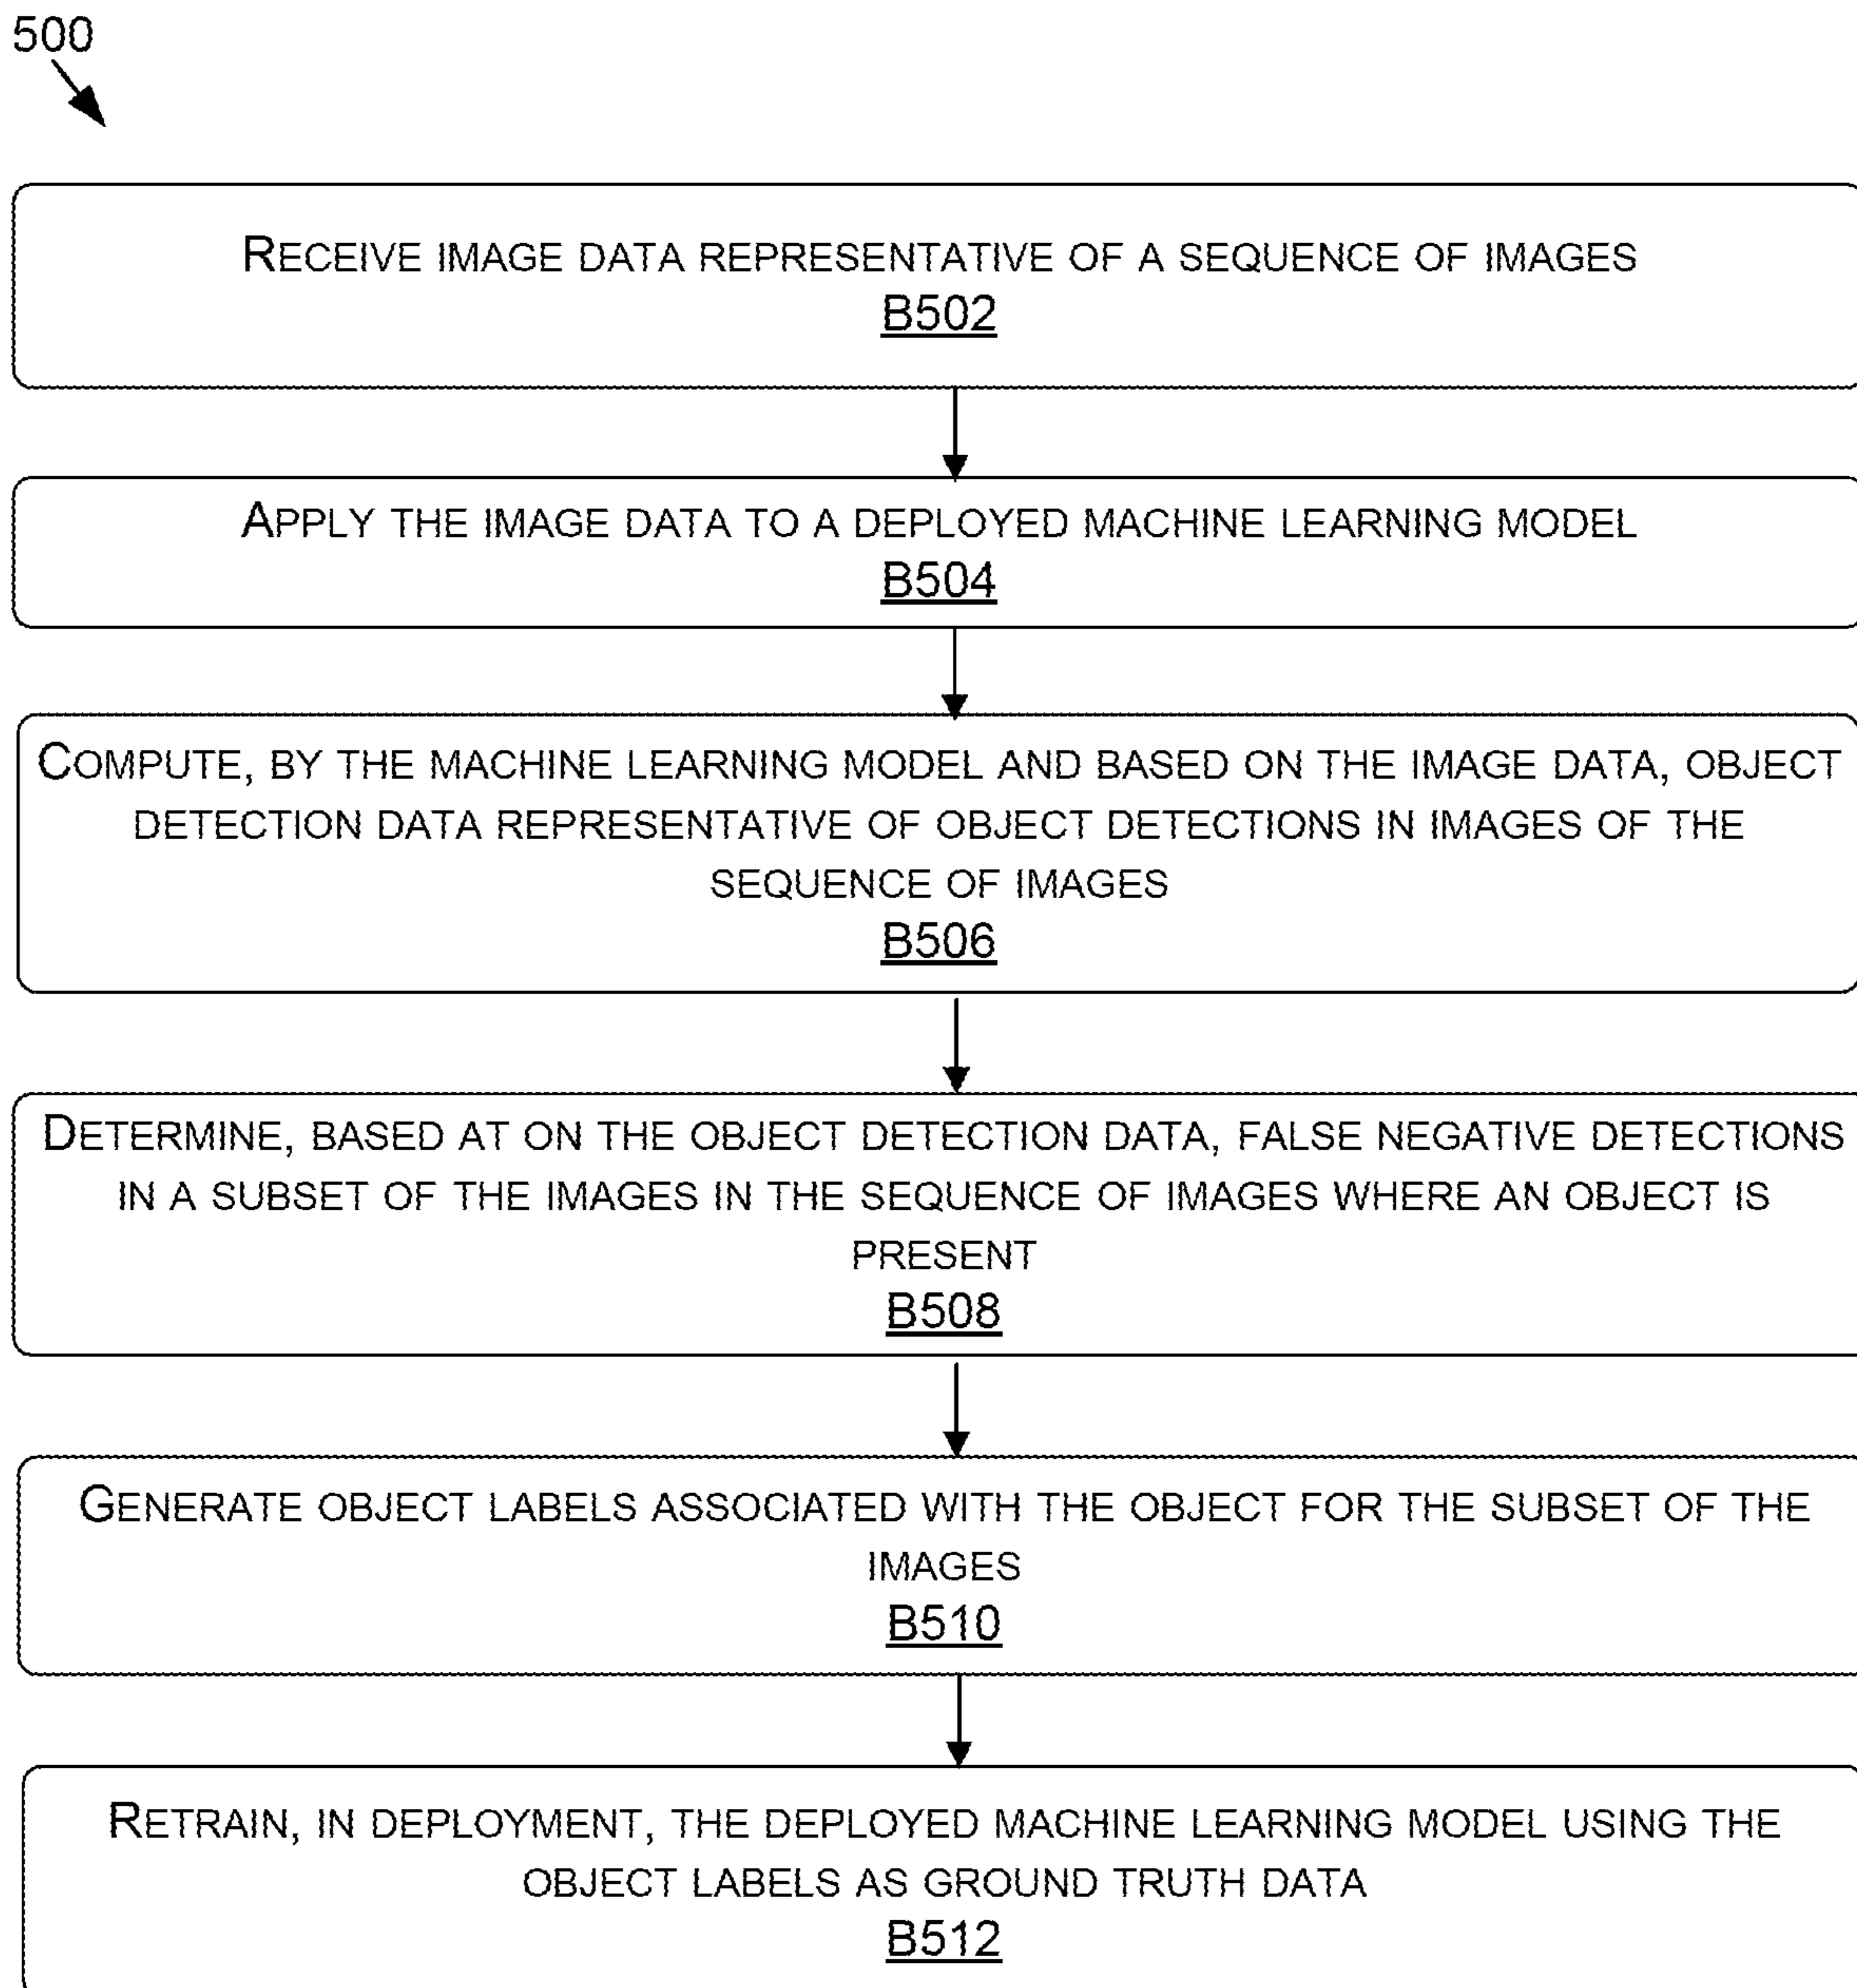 500
RECEIVE IMAGE DATA REPRESENTATIVE OF A SEQUENCE OF IMAGES
B502
APPLY THE IMAGE DATA TO A DEPLOYED MACHINE LEARNING MODEL
B504
COMPUTE, BY THE MACHINE LEARNING MODEL AND BASED ON THE IMAGE DATA, OBJECT
DETECTION DATA REPRESENTATIVE OF OBJECT DETECTIONS IN IMAGES OF THE
SEQUENCE OF IMAGES
B506
DETERMINE, BASED AT ON THE OBJECT DETECTION DATA, FALSE NEGATIVE DETECTIONS
IN A SUBSET OF THE IMAGES IN THE SEQUENCE OF IMAGES WHERE AN OBJECT IS
PRESENT
B508
GENERATE OBJECT LABELS ASSOCIATED WITH THE OBJECT FOR THE SUBSET OF THE
IMAGES
B510
RETRAIN, IN DEPLOYMENT, THE DEPLOYED MACHINE LEARNING MODEL USING THE
OBJECT LABELS AS GROUND TRUTH DATA
B512